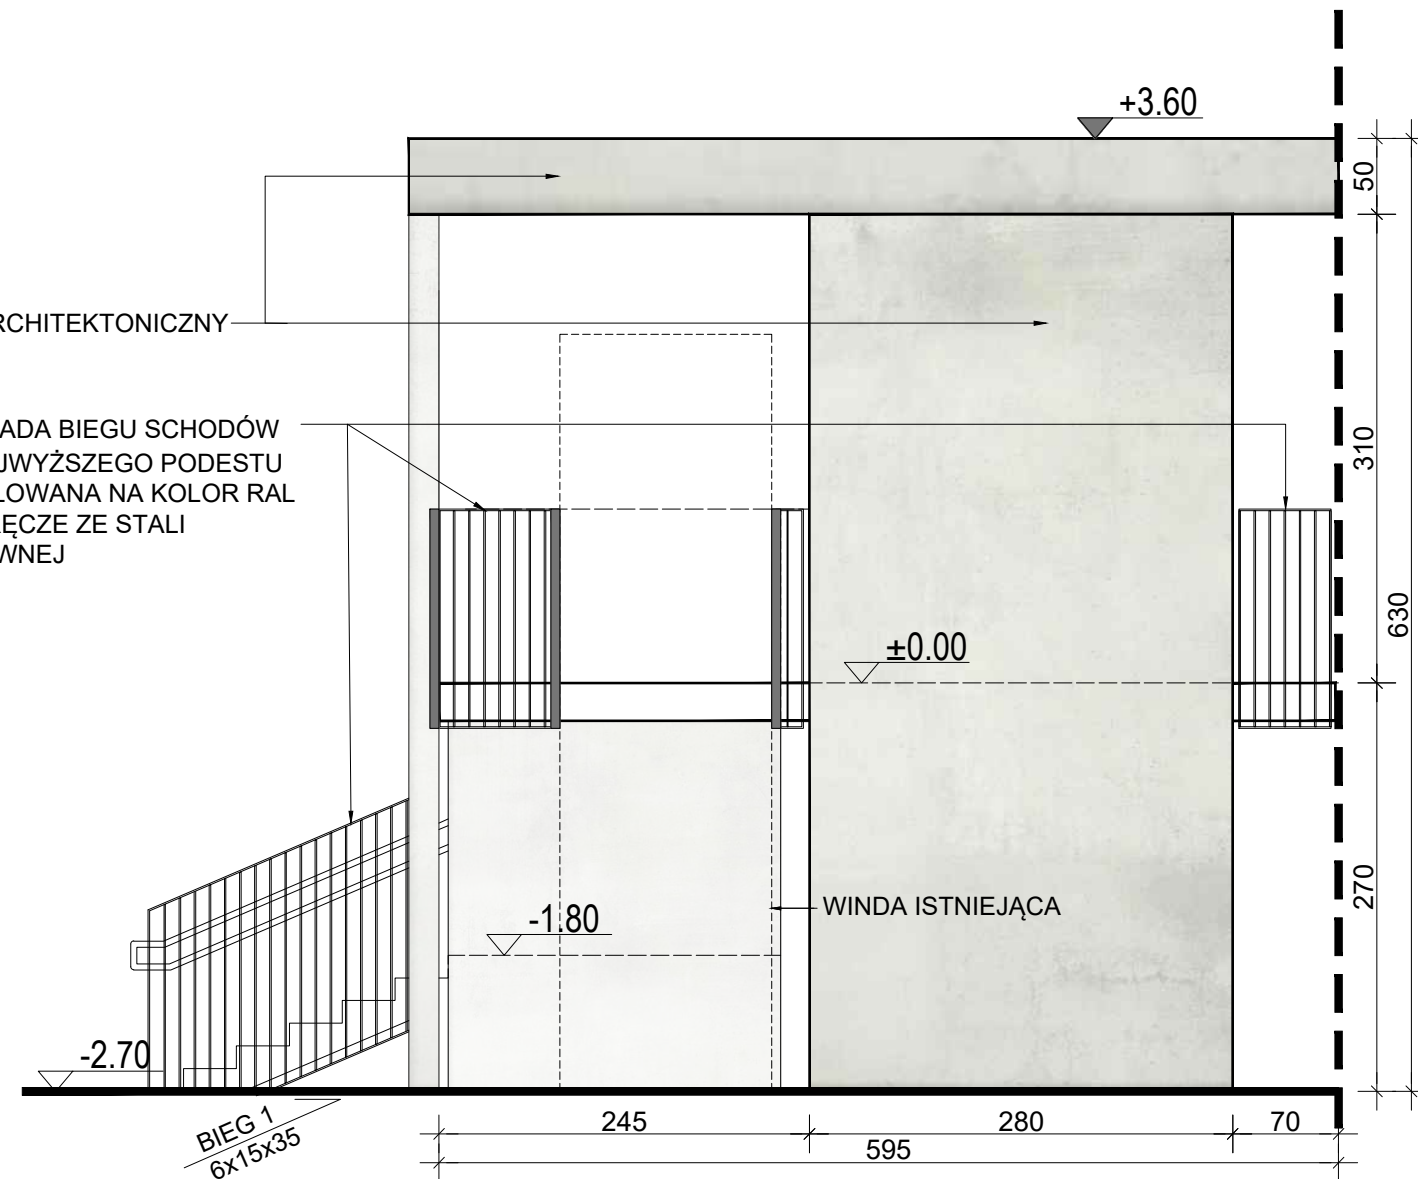 +3.60
50
RCHITEKTONICZNY
310
ADA BIEGU SCHODÓW
JWYŻSZEGO PODESTU
LOWANA NA KOLOR RAL
ĘCZE ZE STALI
WNEJ
630
±0.00
270
WINDA ISTNIEJĄCA
-1.80
-2.70
BIEG 1
6x15x35
245
280
70
595